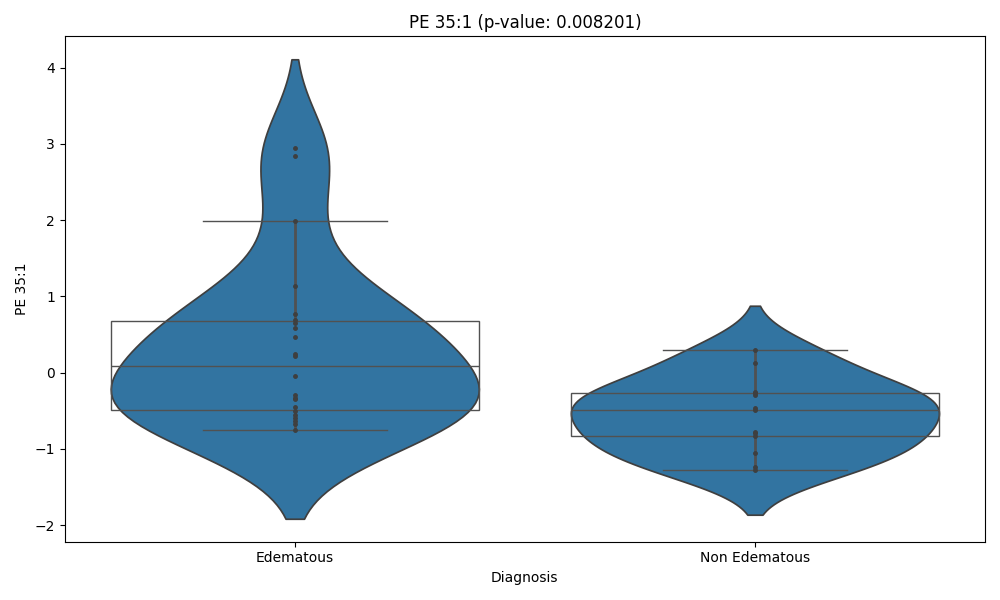 PE 35:1 (p-value: 0.008201)
4
3
2
1
0
−1
−2
PE 35:1
Edematous
Non Edematous
Diagnosis